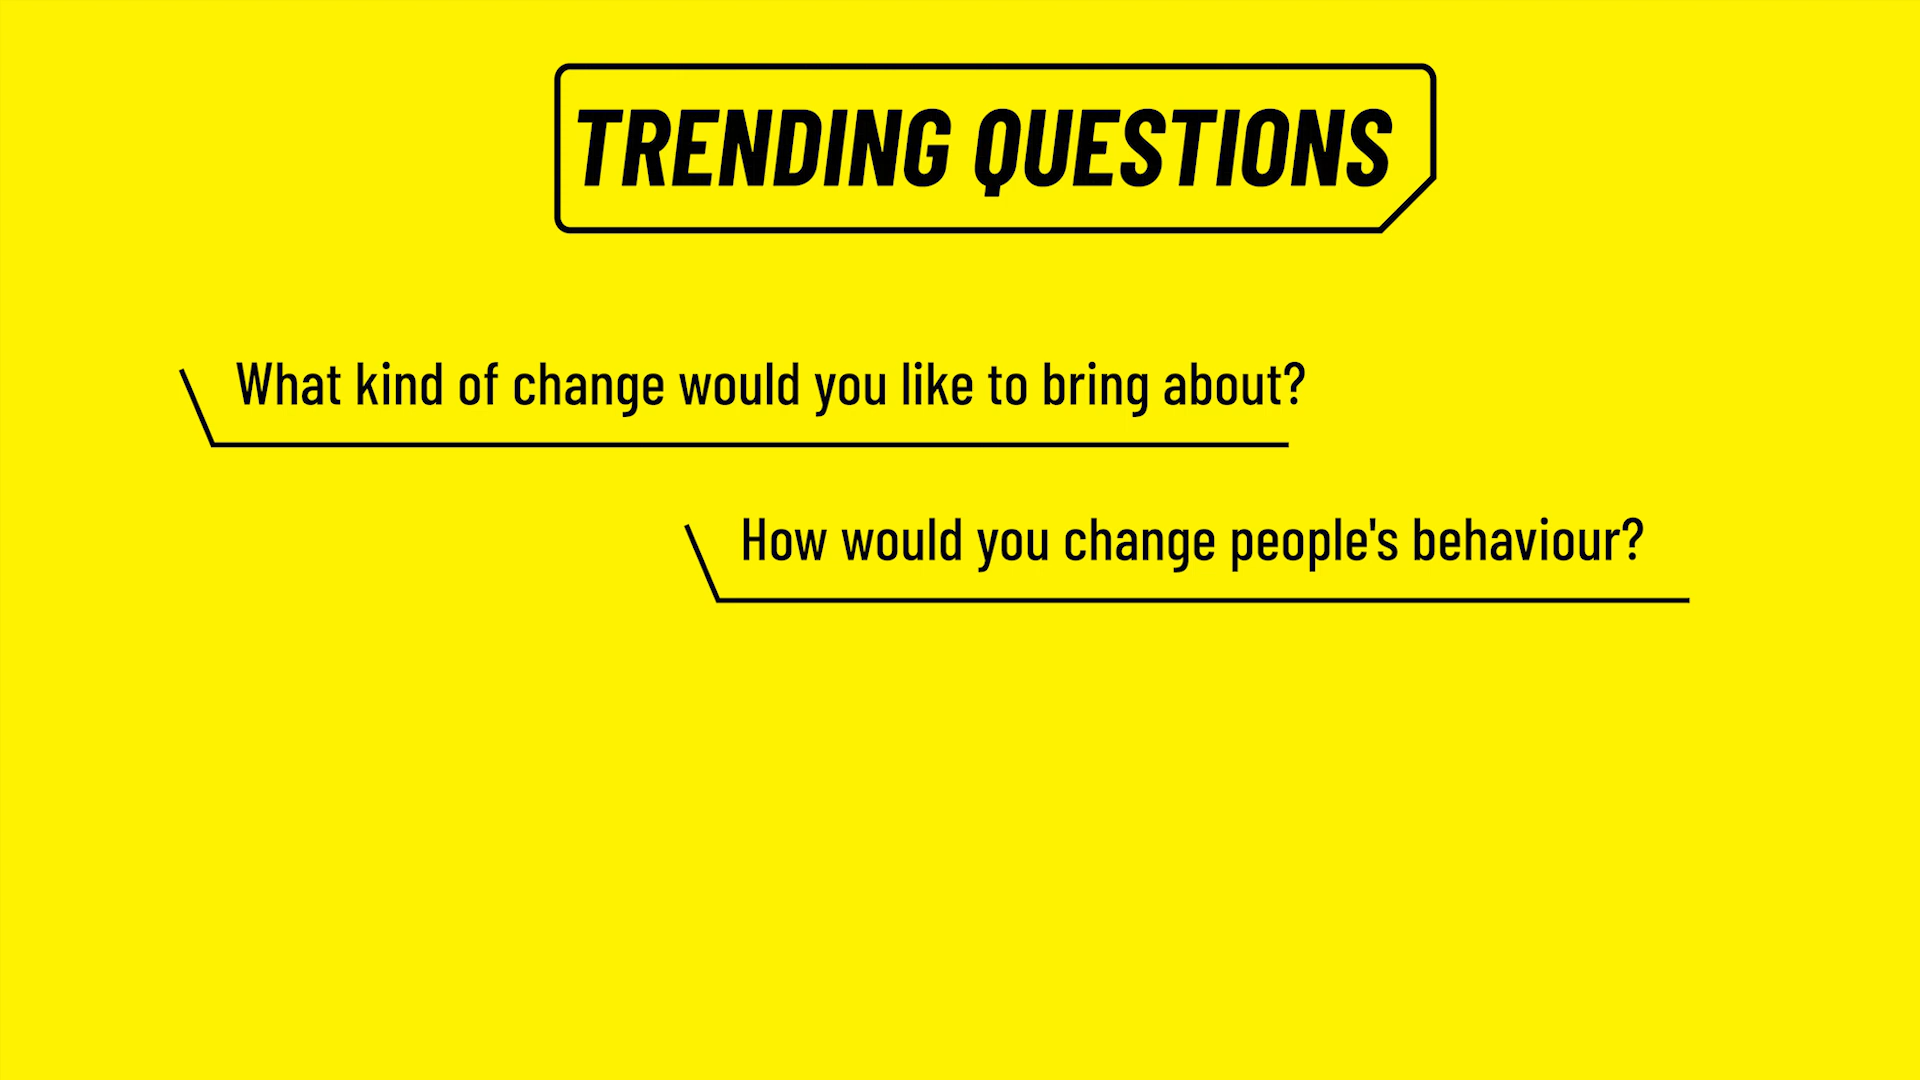 TRENDING QUESTIONS
What kind of change would you like to bring about?
How would you change people's behaviour?